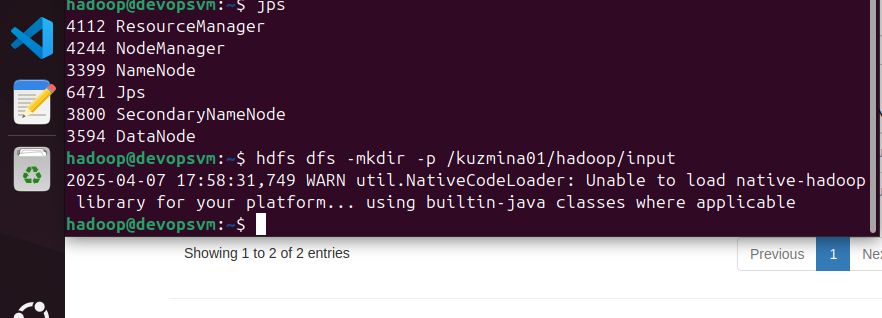 hadoop@devopsvm:~$ jps
4112 ResourceManager
4244 NodeManager
3399 NameNode
6471 Jps
3800 SecondaryNameNode
3594 DataNode
hadoop@devopsvm:~$ hdfs dfs -mkdir -p /kuzmina01/hadoop/input
2025-04-07 17:58:31,749 WARN util.NativeCodeLoader: Unable to load native-hadoop
library for your platform... using builtin-java classes where applicable
hadoop@devopsvm:~$
Showing 1 to 2 of 2 entries
Previous 1